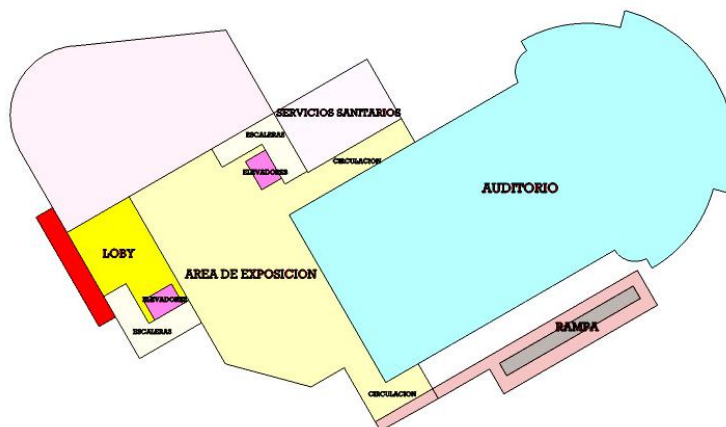 SERVICIOS SANITARIOS
ESCALERAS
CIRCULACION
ELEVADORES
AUDITORIO
LOBY
AREA DE EXPOSICION
ELEVADORES
ESCALERAS
RAMPA
CIRCULACION